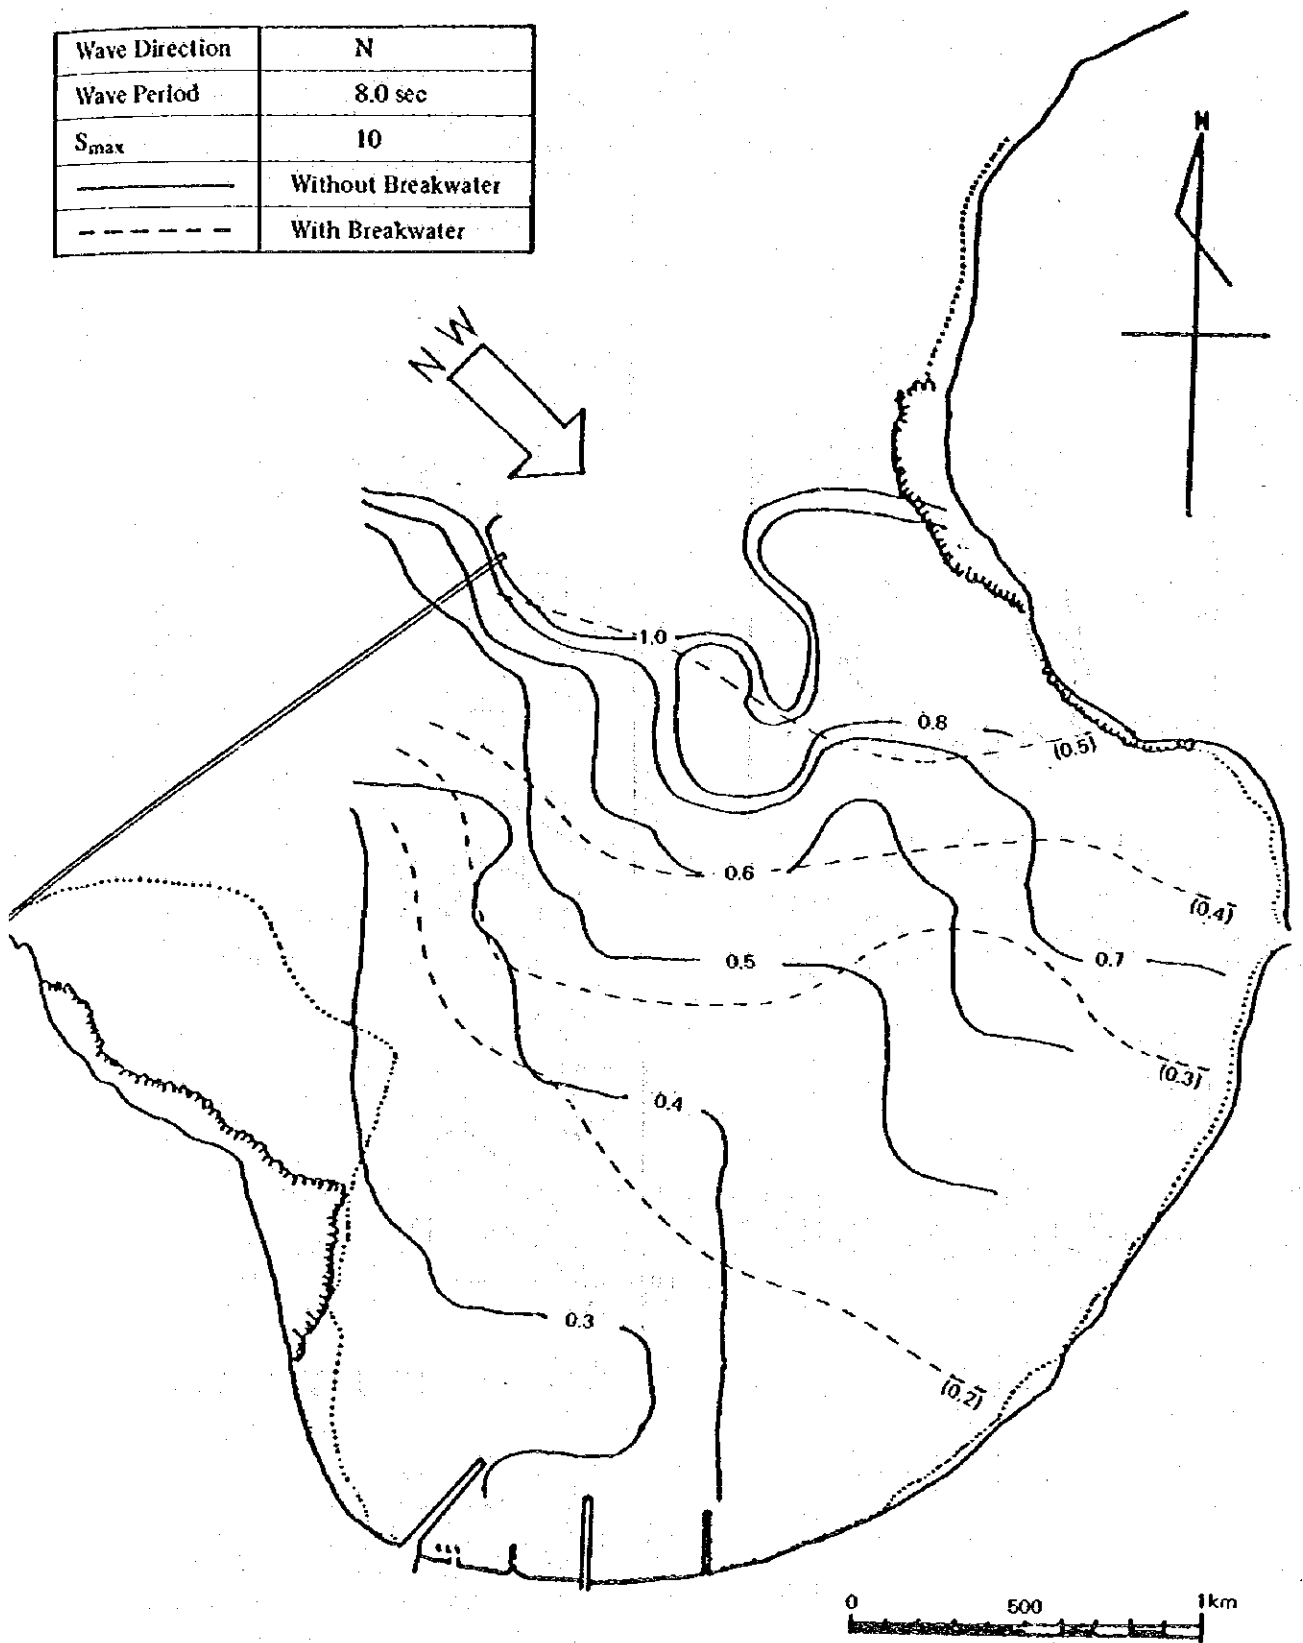 Wave Direction N
Wave Period 8.0 sec
Smax 10
Without Breakwater
With Breakwater
N
N W
1.0
0.8
(0.5)
0.6
(0.4)
0.5
0.7
(0.3)
0.4
0.3
(0.2)
0 500 1km